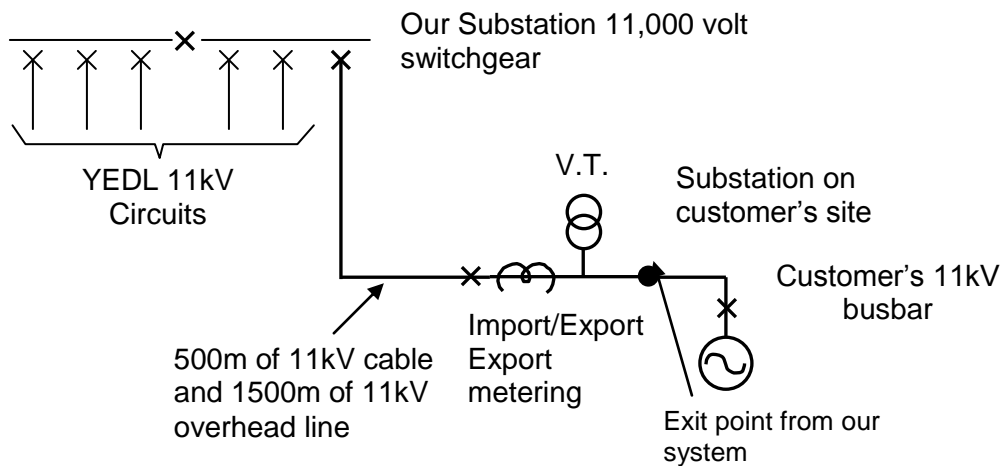 Our Substation 11,000 volt
switchgear
YEDL 11kV
Circuits
V.T.
Substation on
customer's site
Customer's 11kV
busbar
Import/Export
Export
metering
500m of 11kV cable
and 1500m of 11kV
overhead line
Exit point from our
system